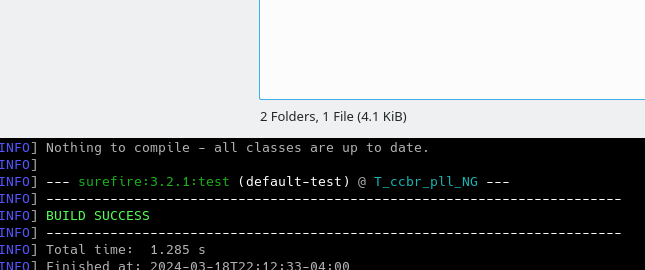 2 Folders, 1 File (4.1 KiB)
INFO] Nothing to compile - all classes are up to date.
INFO]
INFO] --- surefire:3.2.1:test (default-test) @ T_ccbr_pll_NG ---
INFO] ------------------------------------------------------------------------
INFO] BUILD SUCCESS
INFO] ------------------------------------------------------------------------
INFO] Total time:  1.285 s
INFO] Finished at: 2024-03-18T22:12:33-04:00